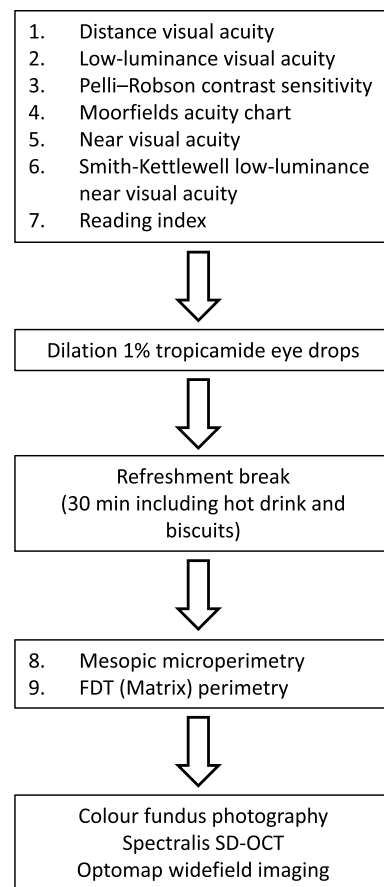 1. Distance visual acuity
2. Low-luminance visual acuity
3. Pelli–Robson contrast sensitivity
4. Moorfields acuity chart
5. Near visual acuity
6. Smith-Kettlewell low-luminance
near visual acuity
7. Reading index
Dilation 1% tropicamide eye drops
Refreshment break
(30 min including hot drink and
biscuits)
8. Mesopic microperimetry
9. FDT (Matrix) perimetry
Colour fundus photography
Spectralis SD-OCT
Optomap widefield imaging